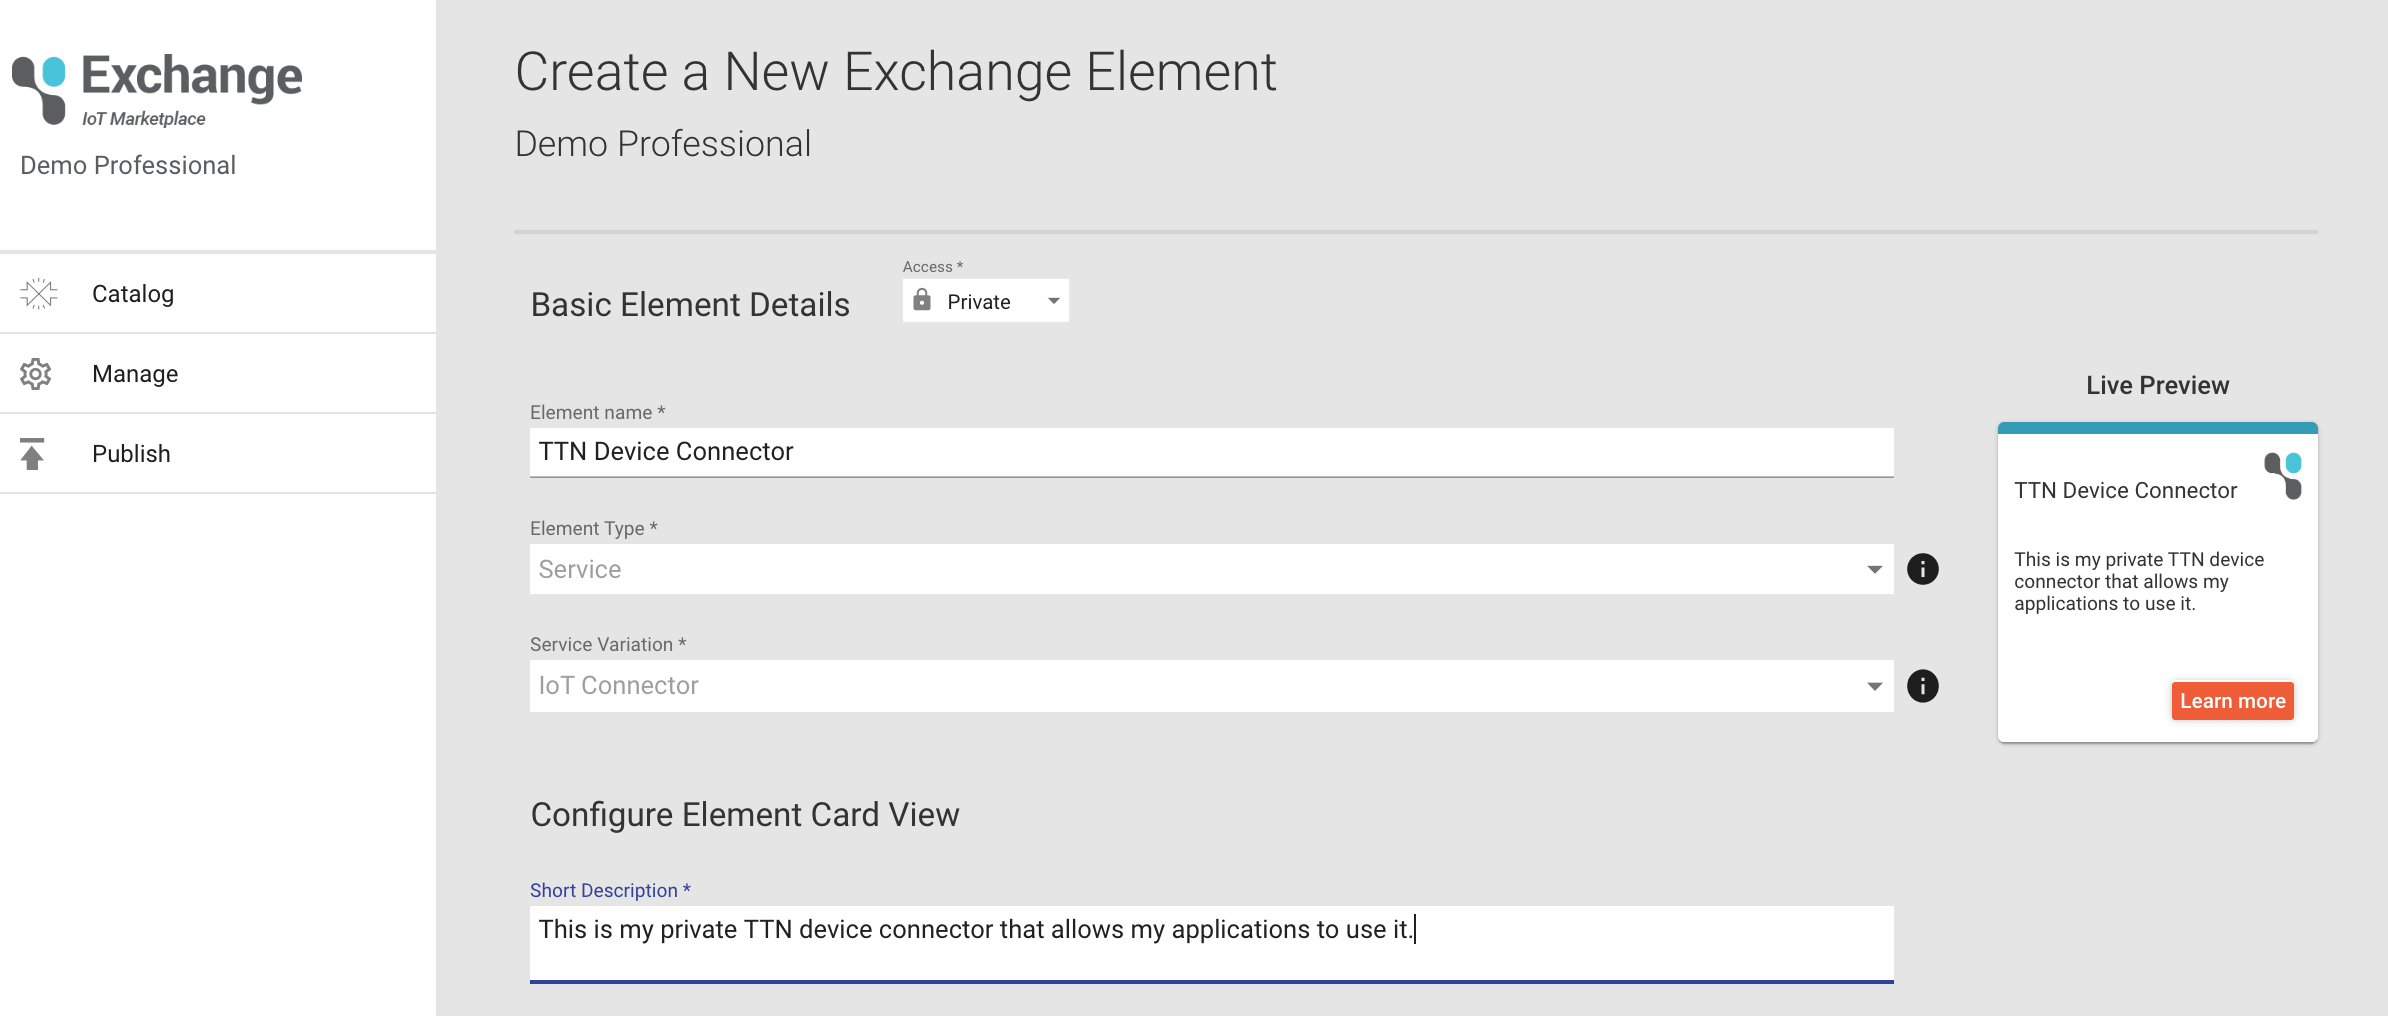 Exchange
IoT Marketplace
Demo Professional
Catalog
Manage
Publish
Create a New Exchange Element
Demo Professional
Basic Element Details
Access *
Private
Element name *
TTN Device Connector
Element Type *
Service
Service Variation *
IoT Connector
Configure Element Card View
Short Description *
This is my private TTN device connector that allows my applications to use it.
Live Preview
TTN Device Connector
This is my private TTN device
connector that allows my
applications to use it.
Learn more